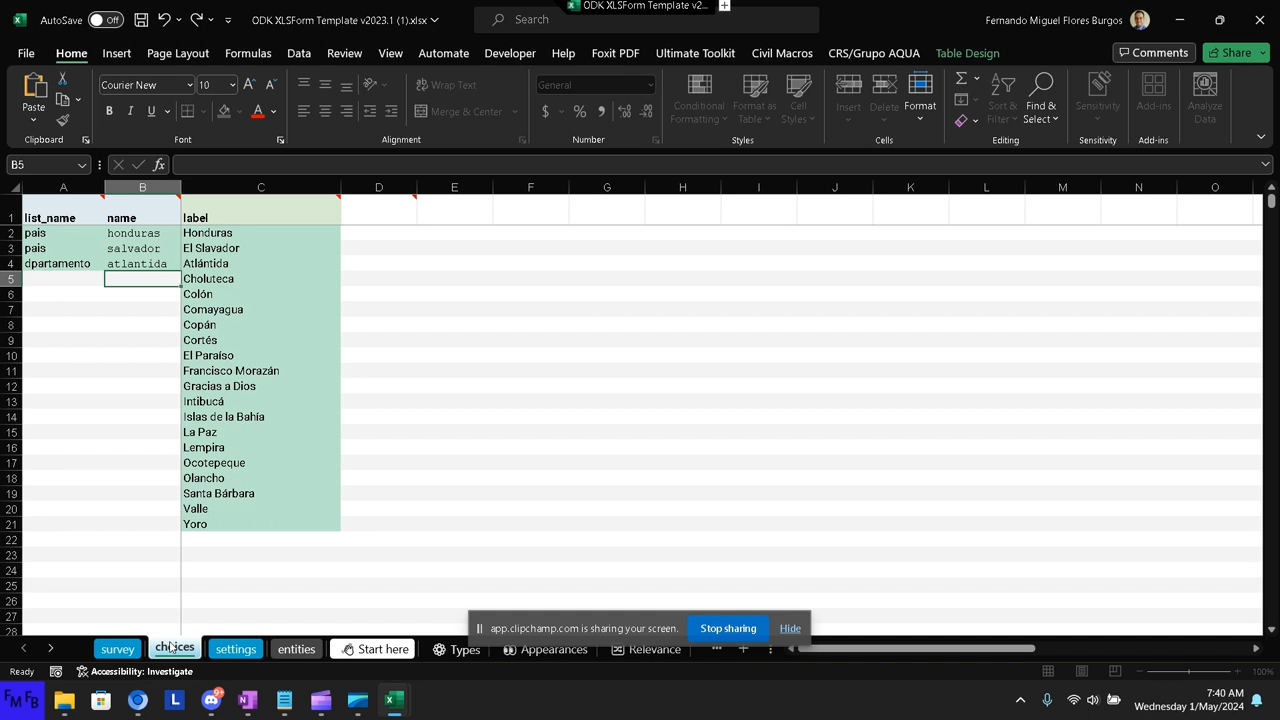 AutoSave Off ODK XLSForm Template v2023.1 (1).xlsx Search ODK XLSForm Template v2... Fernando Miguel Flores Burgos
File Home Insert Page Layout Formulas Data Review View Automate Developer Help Foxit PDF Ultimate Toolkit Civil Macros CRS/Grupo AQUA Table Design Comments Share
Paste Courier New 10 Wrap Text General Conditional Formatting Format as Table Cell Styles Insert Delete Format Sort & Filter Find & Select Sensitivity Add-ins Analyze Data
Merge & Center
Clipboard Font Alignment Number Styles Cells Editing Sensitivity Add-ins
B5 fx
A B C D E F G H I J K L M N O
1 list_name name label
2 pais honduras Honduras
3 pais salvador El Slavador
4 dpartamento atlantida Atlántida
5 Choluteca
6 Colón
7 Comayagua
8 Copán
9 Cortés
10 El Paraíso
11 Francisco Morazán
12 Gracias a Dios
13 Intibucá
14 Islas de la Bahía
15 La Paz
16 Lempira
17 Ocotepeque
18 Olancho
19 Santa Bárbara
20 Valle
21 Yoro
22
23
24
25
26
27
28
app.clipchamp.com is sharing your screen. Stop sharing Hide
survey choices settings entities Start here Types Appearances Relevance ...
Ready Accessibility: Investigate 100%
7:40 AM
Wednesday 1/May/2024